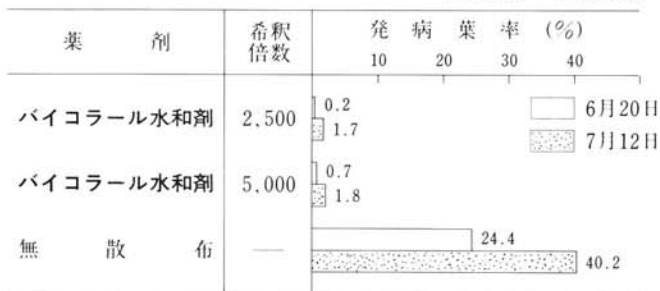 薬剤 希釈倍数 発病葉率 (%)
10 20 30 40
バイコラール水和剤 2,500 0.2 1.7
6月20日
7月12日
バイコラール水和剤 5,000 0.7 1.8
無散布 — 24.4 40.2